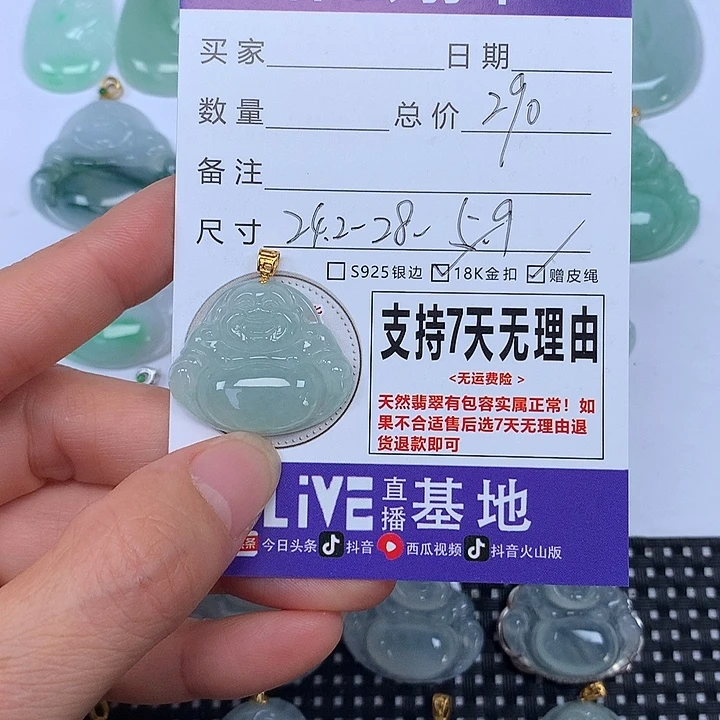 买家 日期
数量 总价 290
备注
尺寸 24.2-28-5.9
S925银边 18K金扣 赠皮绳
支持7天无理由
<无运费险>
天然翡翠有包容实属正常！如
果不合适售后选7天无理由退
货退款即可
LiVE 直播 基地
今日头条 抖音 西瓜视频 抖音火山版